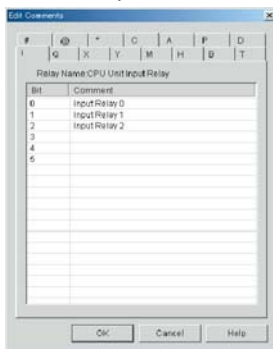 Edit Comments
# @ * C A P D
I Q X Y M H B T
Relay Name:CPU Unit Input Relay
Bit Comment
0 Input Relay 0
1 Input Relay 1
2 Input Relay 2
3
4
5
OK Cancel Help